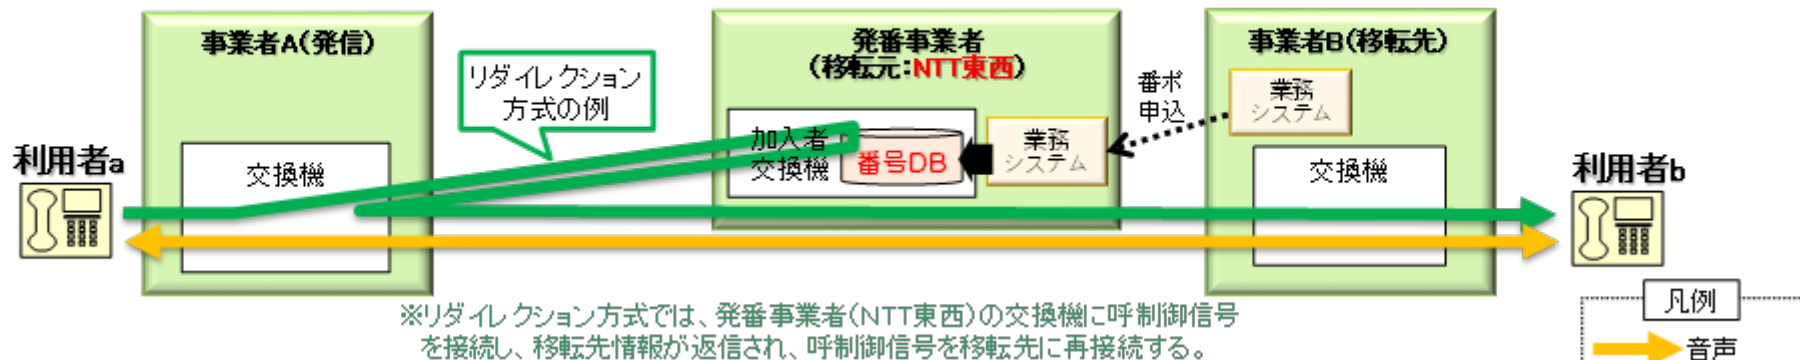 事業者A(発信)
リダイレクション
方式の例
発番事業者
(移転元:NTT東西)
事業者B(移転先)
番ポ
申込
業務
システム
加入者
交換機
番号DB
業務
システム
利用者a
交換機
交換機
利用者b
※リダイレクション方式では、発番事業者(NTT東西)の交換機に呼制御信号
を接続し、移転先情報が返信され、呼制御信号を移転先に再接続する。
凡例
音声